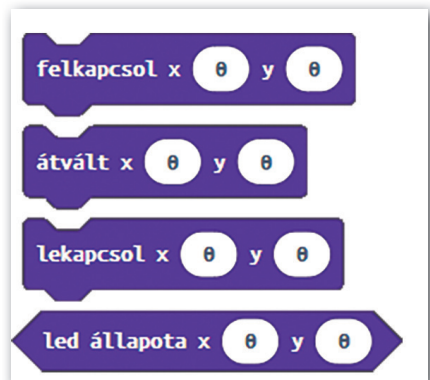 felkapcsol x 0 y 0
átvált x 0 y 0
lekapcsol x 0 y 0
led állapota x 0 y 0